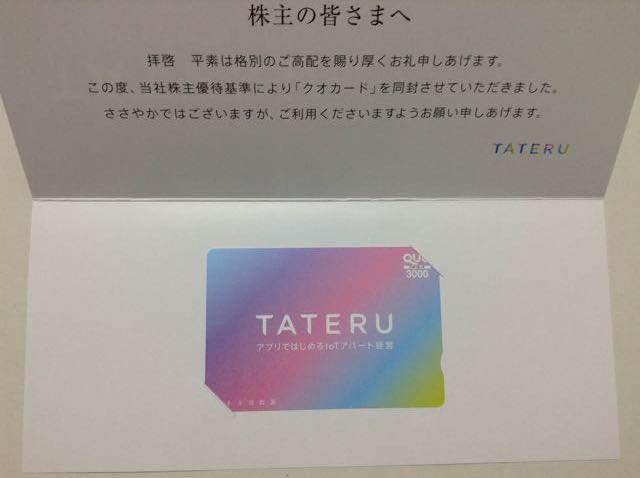 株主の皆さまへ
拝啓　平素は格別のご高配を賜り厚くお礼申しあげます。
この度、当社株主優待基準により「クオカード」を同封させていただきました。
ささやかではございますが、ご利用くださいますようお願い申しあげます。
TATERU
QUO
3000
TATERU
アプリではじめるIoTアパート経営